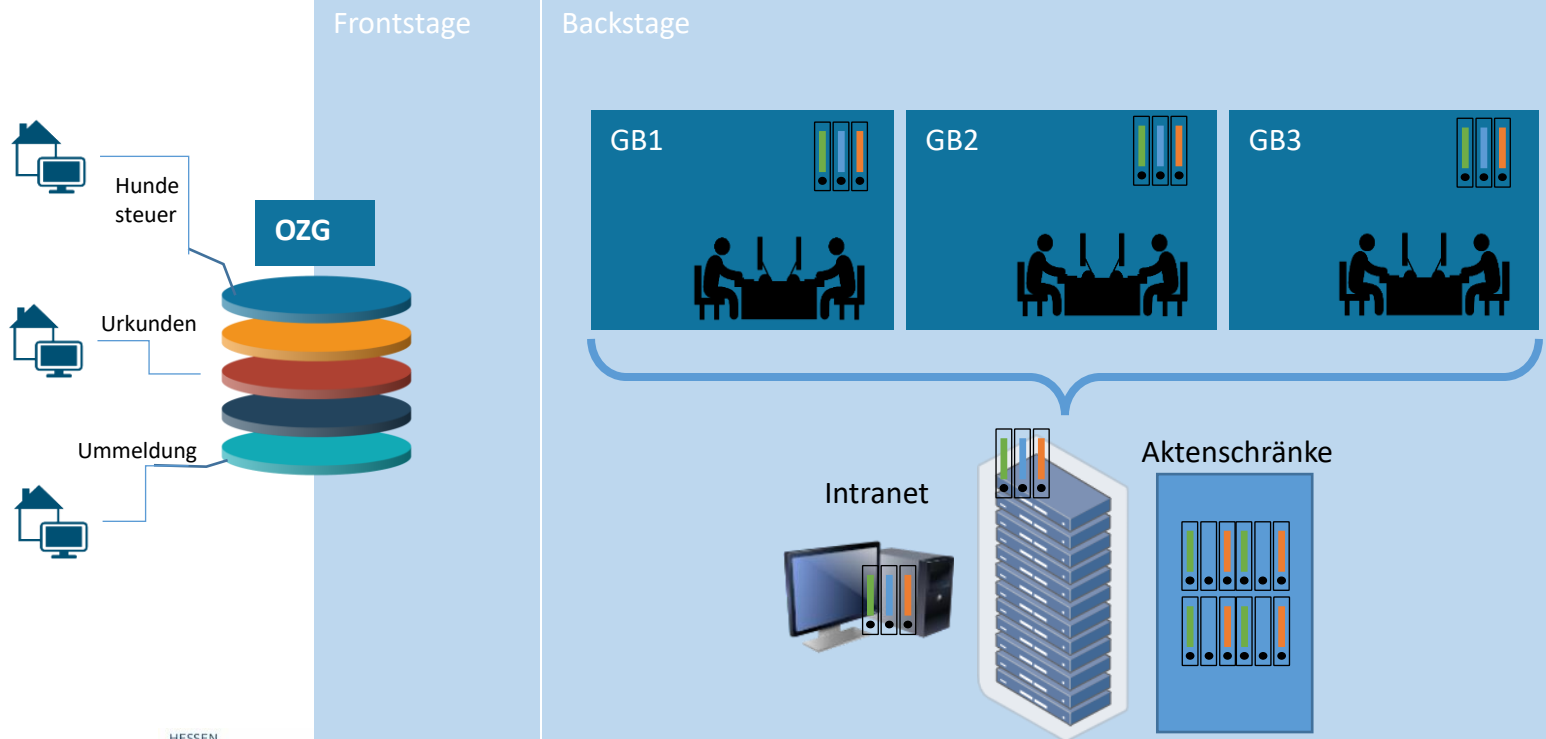 Frontstage
Backstage
GB1
GB2
GB3
Hunde
steuer
OZG
Urkunden
Ummeldung
Intranet
Aktenschränke
HESSEN